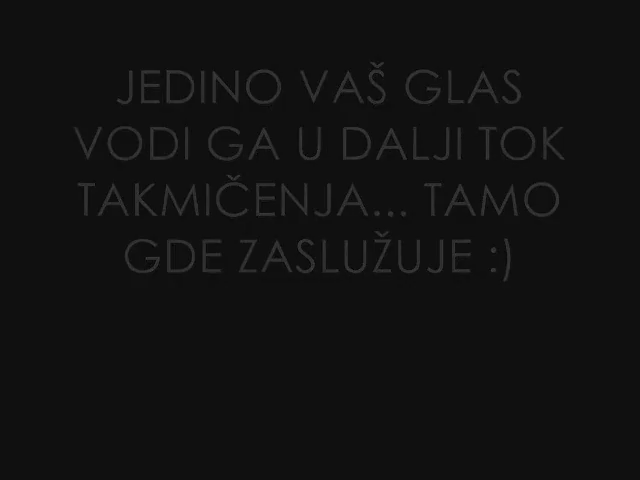 JEDINO VAŠ GLAS
VODI GA U DALJI TOK
TAKMIČENJA... TAMO
GDE ZASLUŽUJE :)